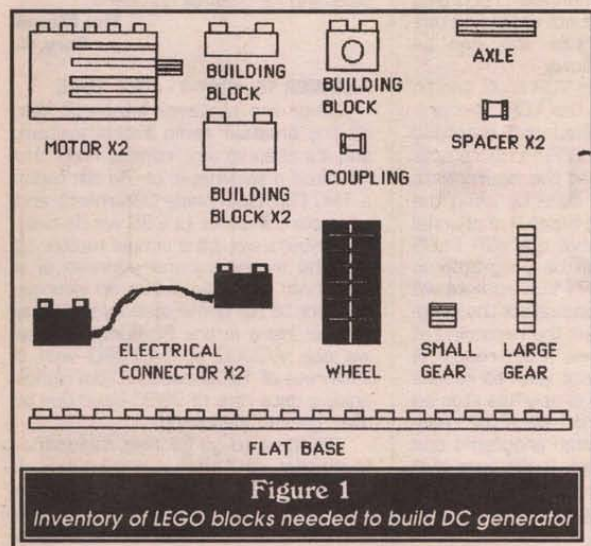 MOTOR X2
BUILDING
BLOCK
BUILDING
BLOCK X2
BUILDING
BLOCK
COUPLING
AXLE
SPACER X2
ELECTRICAL
CONNECTOR X2
WHEEL
SMALL
GEAR
LARGE
GEAR
FLAT BASE
Figure 1
Inventory of LEGO blocks needed to build DC generator